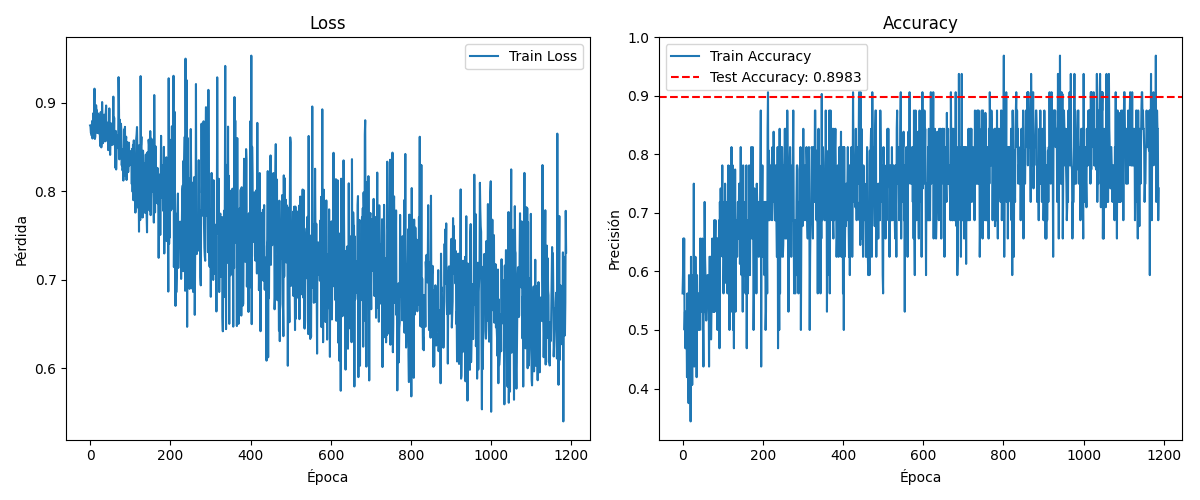 Loss
Train Loss
Pérdida
0.9
0.8
0.7
0.6
0 200 400 600 800 1000 1200
Época
Accuracy
Train Accuracy
Test Accuracy: 0.8983
Precisión
1.0
0.9
0.8
0.7
0.6
0.5
0.4
0 200 400 600 800 1000 1200
Época